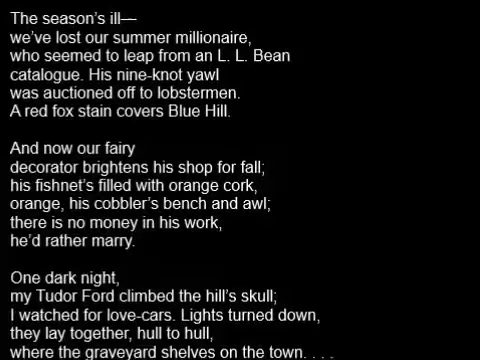 The season's ill—
we've lost our summer millionaire,
who seemed to leap from an L. L. Bean
catalogue. His nine-knot yawl
was auctioned off to lobstermen.
A red fox stain covers Blue Hill.

And now our fairy
decorator brightens his shop for fall;
his fishnet's filled with orange cork,
orange, his cobbler's bench and awl;
there is no money in his work,
he'd rather marry.

One dark night,
my Tudor Ford climbed the hill's skull;
I watched for love-cars. Lights turned down,
they lay together, hull to hull,
where the graveyard shelves on the town. . . .